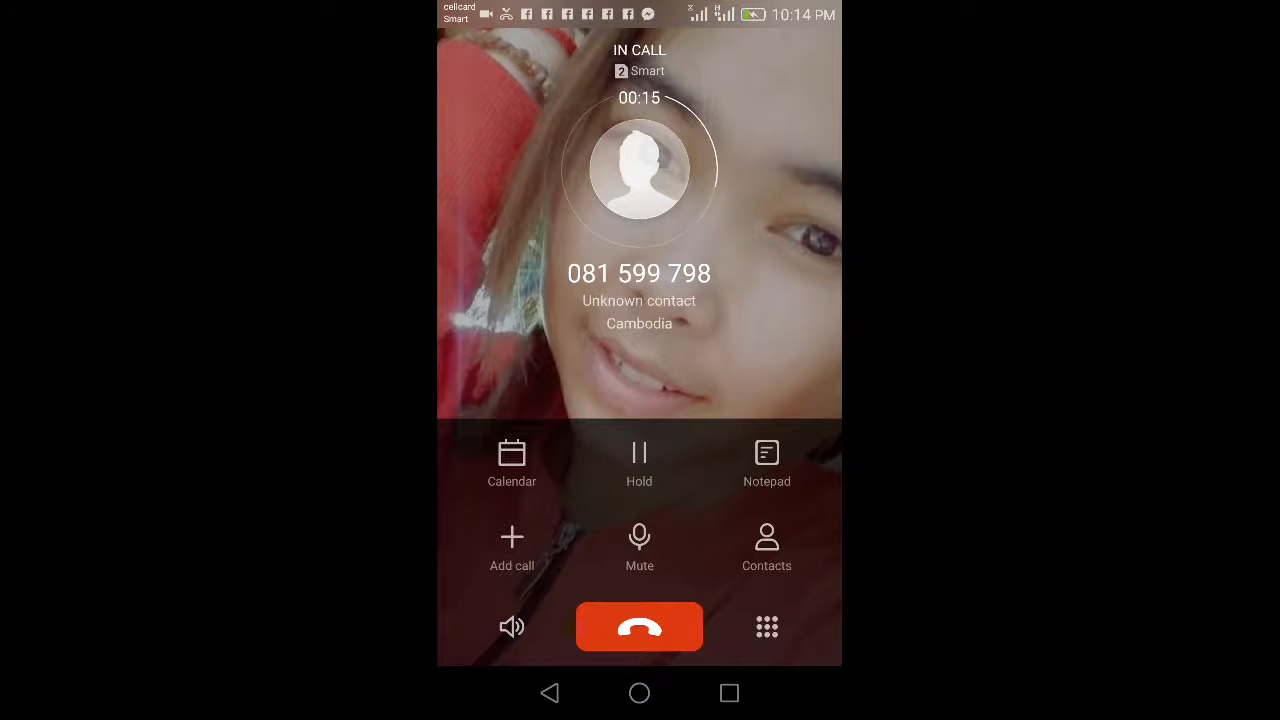 cellcard
Smart
10:14 PM
IN CALL
2 Smart
00:15
081 599 798
Unknown contact
Cambodia
Calendar Hold Notepad
Add call Mute Contacts